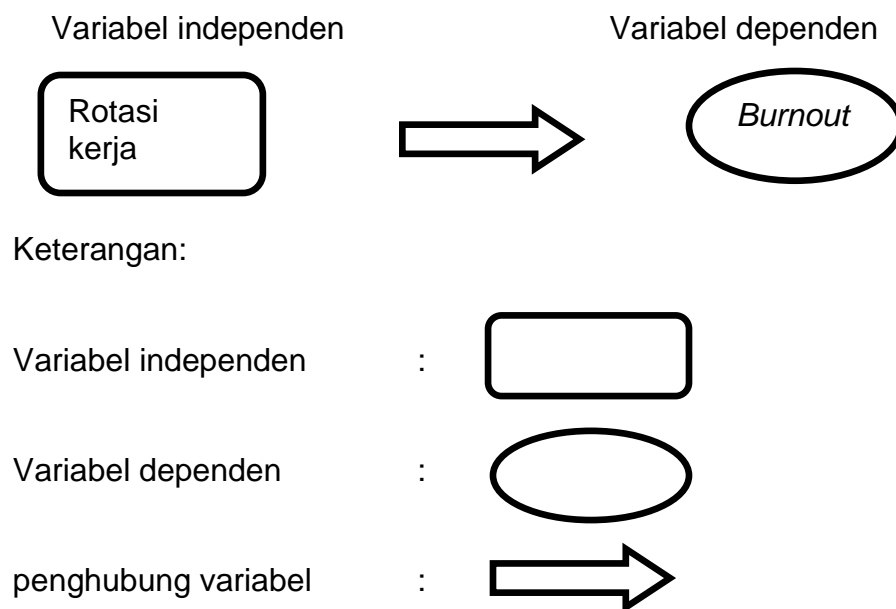 Variabel independen Variabel dependen
Rotasi
kerja
Burnout
Keterangan:
Variabel independen :
Variabel dependen :
penghubung variabel :